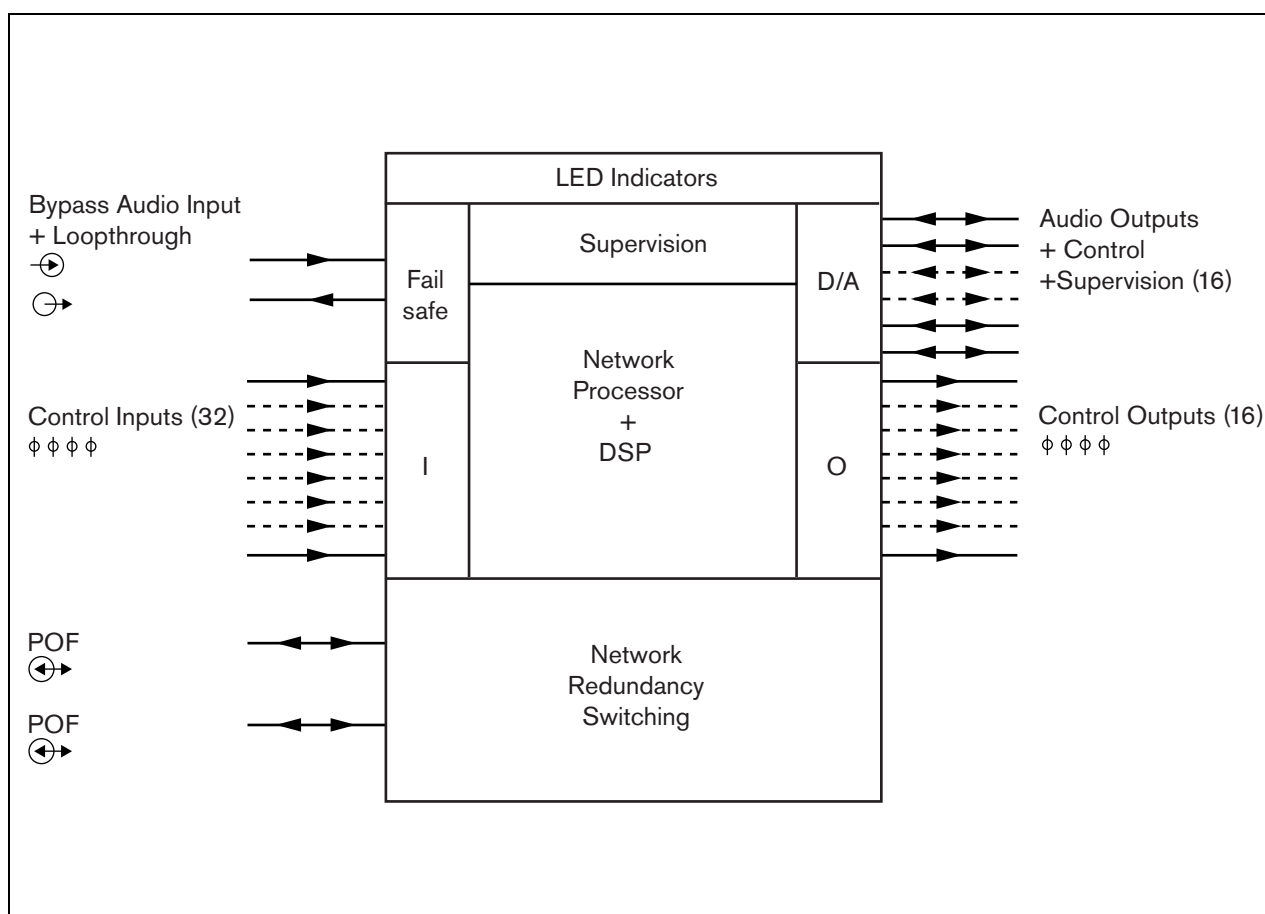 LED Indicators
Bypass Audio Input
+ Loopthrough
Fail
safe
Supervision
D/A
Audio Outputs
+ Control
+Supervision (16)
Control Inputs (32)
I
Network
Processor
+
DSP
O
Control Outputs (16)
POF
POF
Network
Redundancy
Switching